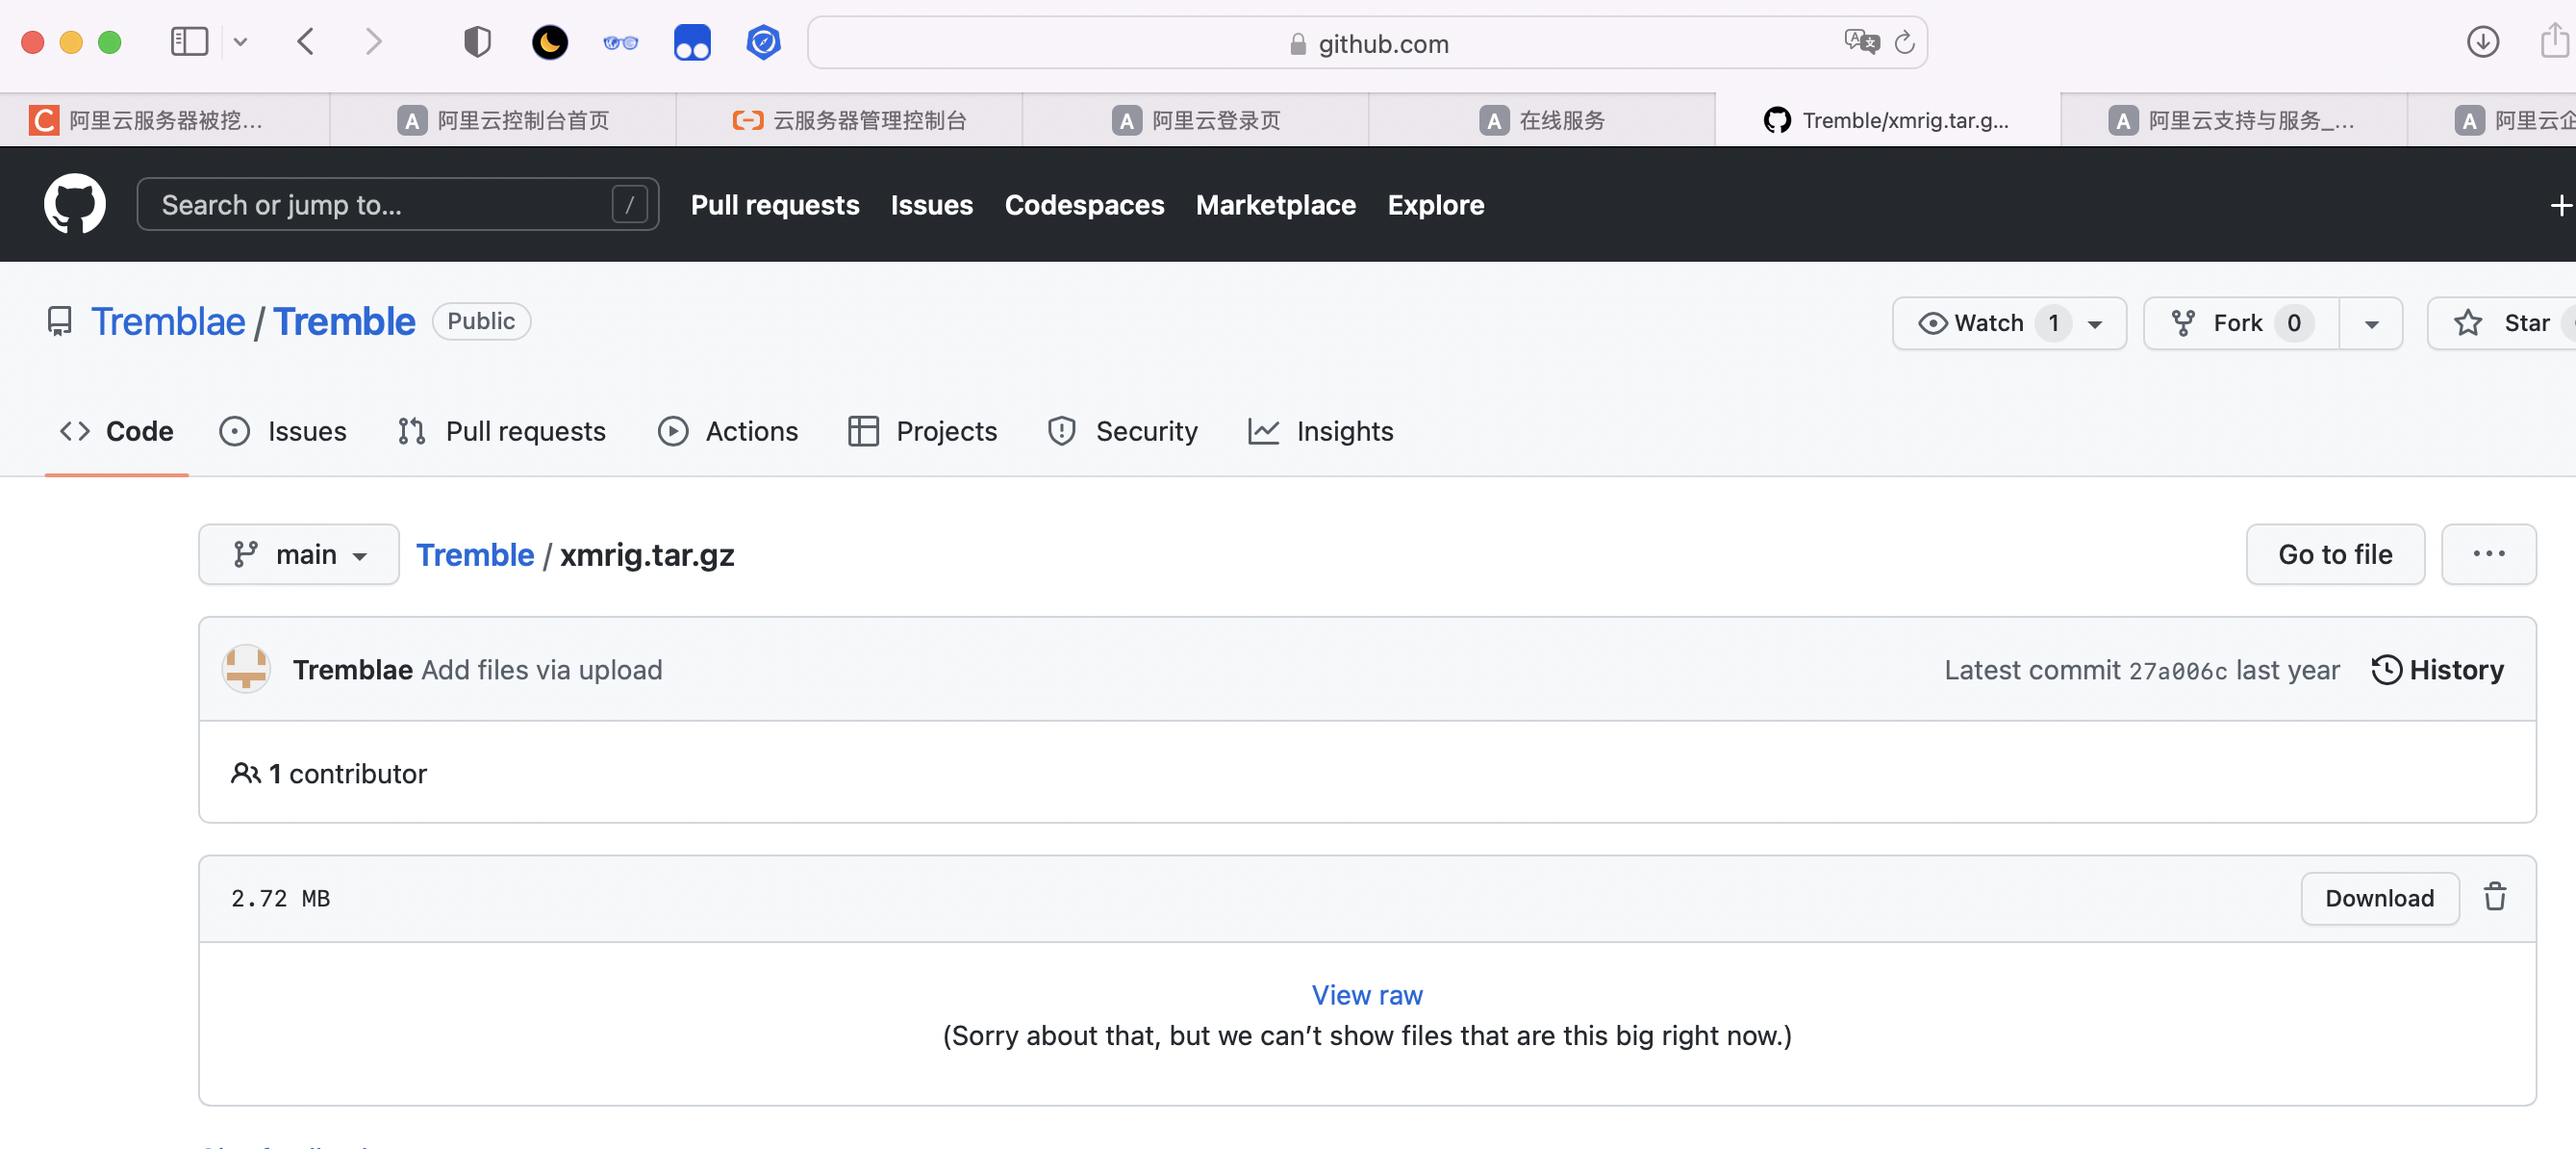 github.com
阿里云服务器被挖...
阿里云控制台首页
云服务器管理控制台
阿里云登录页
在线服务
Tremble/xmrig.tar.g...
阿里云支持与服务_...
阿里云企
Search or jump to... /
Pull requests Issues Codespaces Marketplace Explore
Tremblae / Tremble Public
Watch 1 Fork 0 Star
Code Issues Pull requests Actions Projects Security Insights
main Tremble / xmrig.tar.gz Go to file ...
Tremblae Add files via upload Latest commit 27a006c last year History
1 contributor
2.72 MB Download
View raw
(Sorry about that, but we can’t show files that are this big right now.)